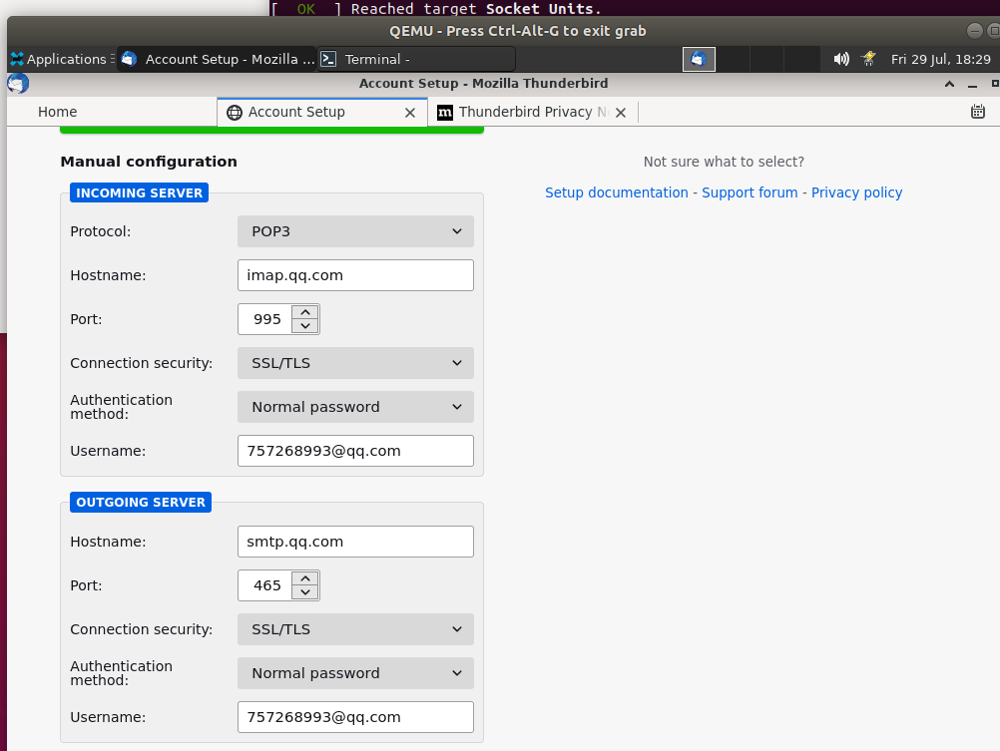 [ OK ] Reached target Socket Units.
QEMU - Press Ctrl-Alt-G to exit grab
Applications Account Setup - Mozilla ... Terminal - Fri 29 Jul, 18:29
Account Setup - Mozilla Thunderbird
Home Account Setup Thunderbird Privacy
Manual configuration
Not sure what to select?
Setup documentation - Support forum - Privacy policy
INCOMING SERVER
Protocol: POP3
Hostname: imap.qq.com
Port: 995
Connection security: SSL/TLS
Authentication
method: Normal password
Username: 757268993@qq.com
OUTGOING SERVER
Hostname: smtp.qq.com
Port: 465
Connection security: SSL/TLS
Authentication
method: Normal password
Username: 757268993@qq.com